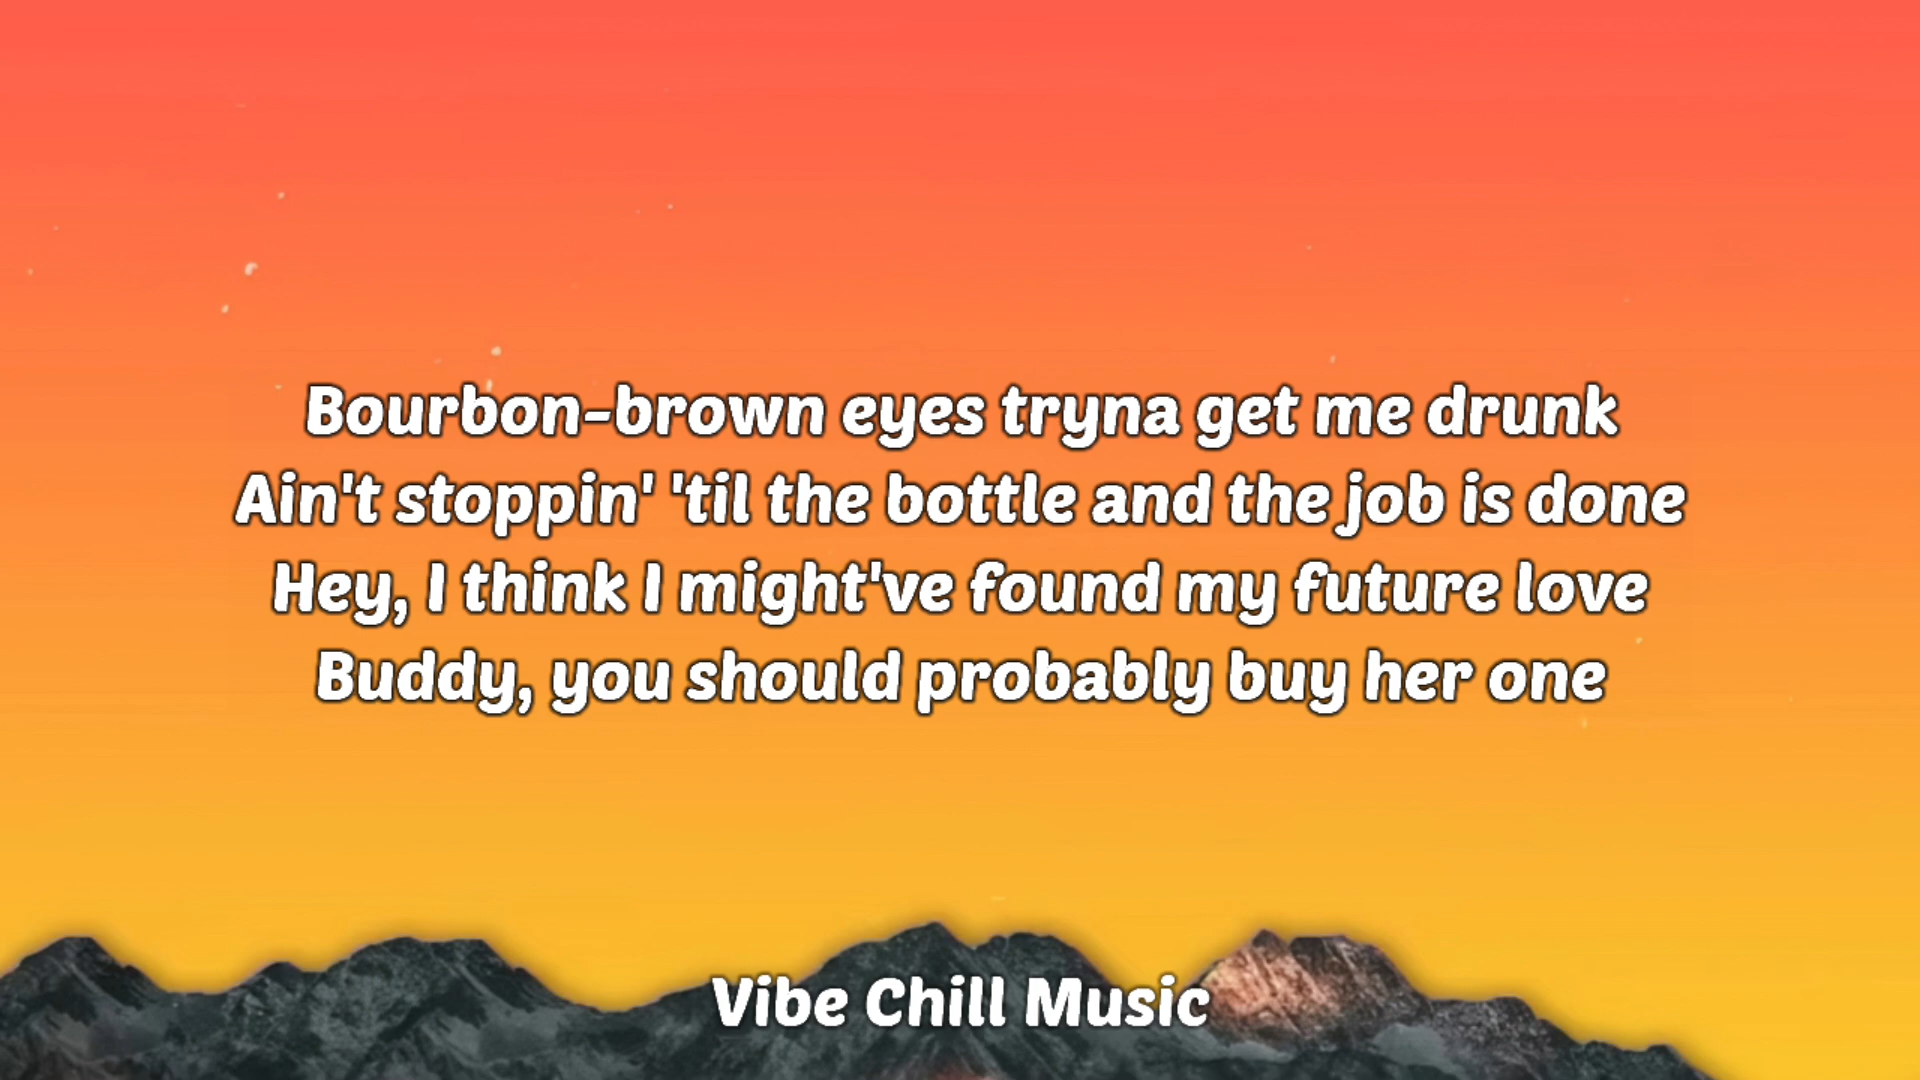 Bourbon-brown eyes tryna get me drunk
Ain't stoppin' 'til the bottle and the job is done
Hey, I think I might've found my future love
Buddy, you should probably buy her one
Vibe Chill Music